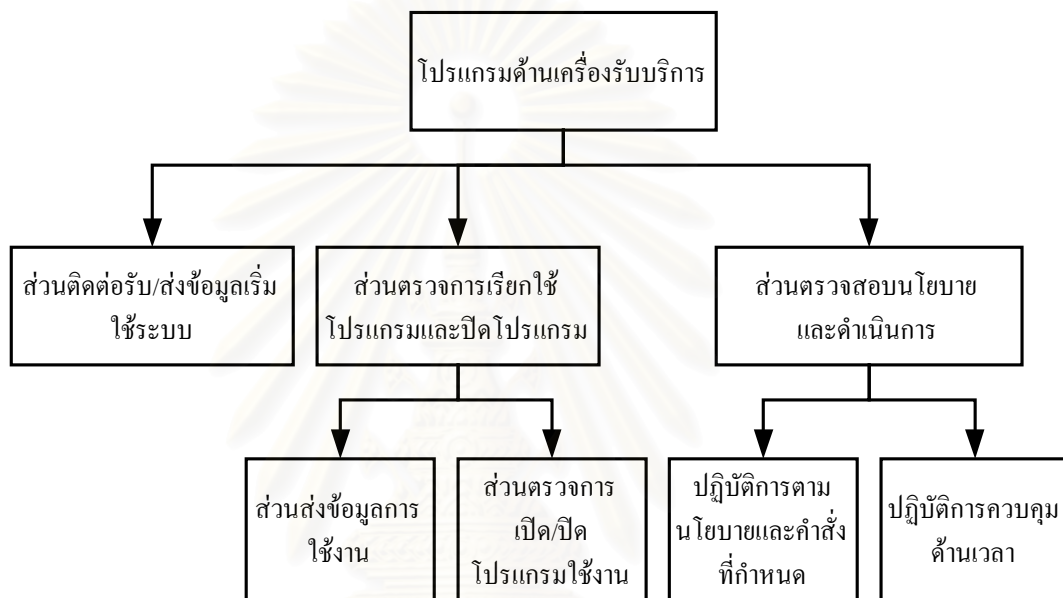 โปรแกรมด้านเครื่องรับบริการ
ส่วนติดต่อรับ/ส่งข้อมูลเริ่ม
ใช้ระบบ
ส่วนตรวจการเรียกใช้
โปรแกรมและปิดโปรแกรม
ส่วนตรวจสอบนโยบาย
และดำเนินการ
ส่วนส่งข้อมูลการ
ใช้งาน
ส่วนตรวจการ
เปิด/ปิด
โปรแกรมใช้งาน
ปฏิบัติการตาม
นโยบายและคำสั่ง
ที่กำหนด
ปฏิบัติการควบคุม
ด้านเวลา